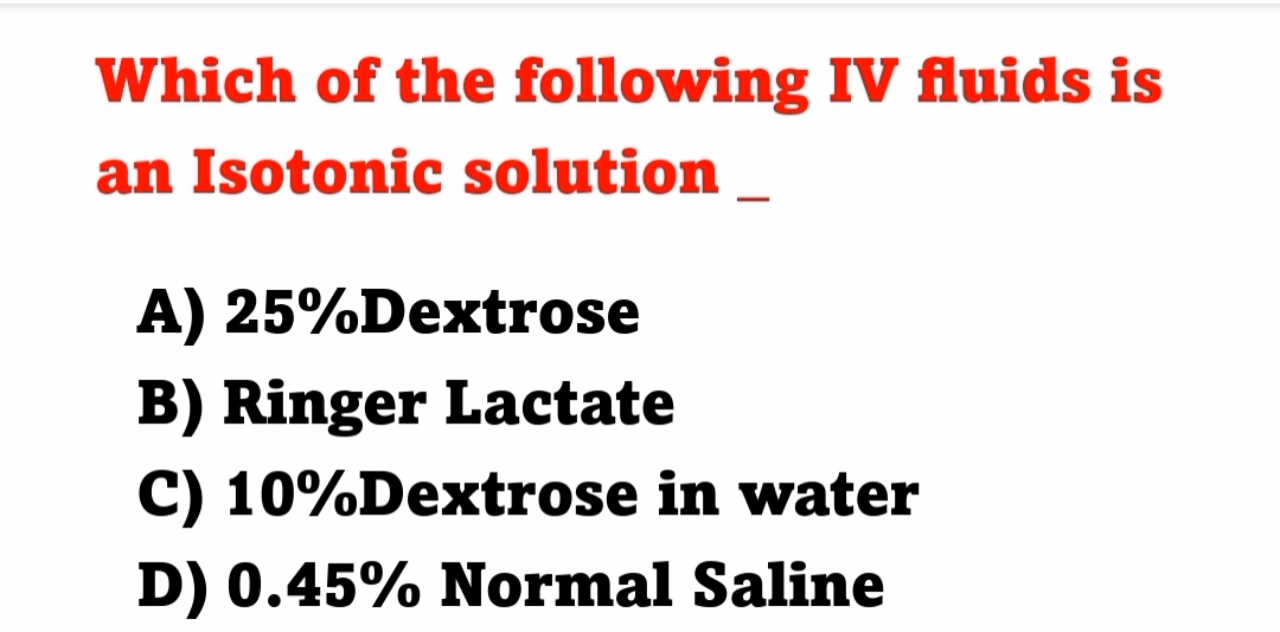 Which of the following IV fluids is
an Isotonic solution _
A) 25%Dextrose
B) Ringer Lactate
C) 10%Dextrose in water
D) 0.45% Normal Saline